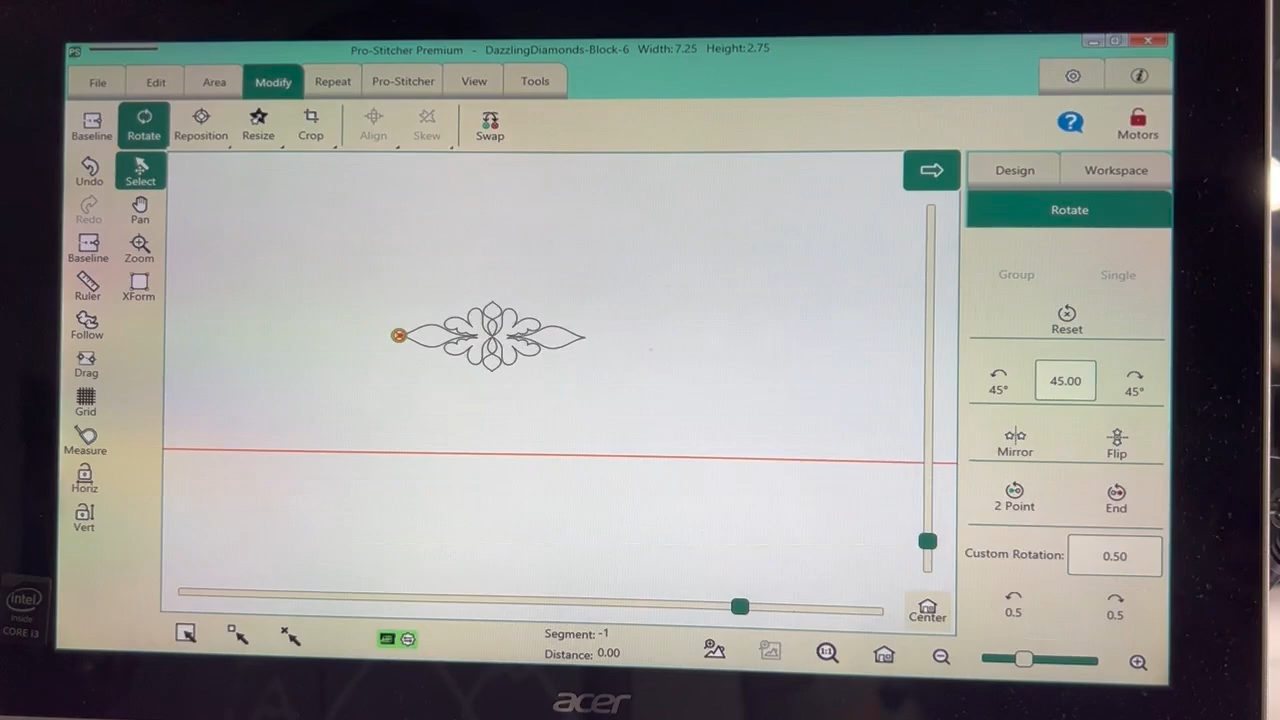 PS
Pro-Stitcher Premium - DazzlingDiamonds-Block-6 Width:7.25 Height:2.75
File Edit Area Modify Repeat Pro-Stitcher View Tools
Baseline Rotate Reposition Resize Crop Align Skew Swap Motors
Undo Select
Redo Pan
Baseline Zoom
Ruler XForm
Follow
Drag
Grid
Measure
Horiz
Vert
Design Workspace
Rotate
Group Single
Reset
45° 45.00 45°
Mirror Flip
2 Point End
Custom Rotation: 0.50
0.5 0.5
Center
Segment: -1
Distance: 0.00
1:1
intel
inside
CORE i3
acer